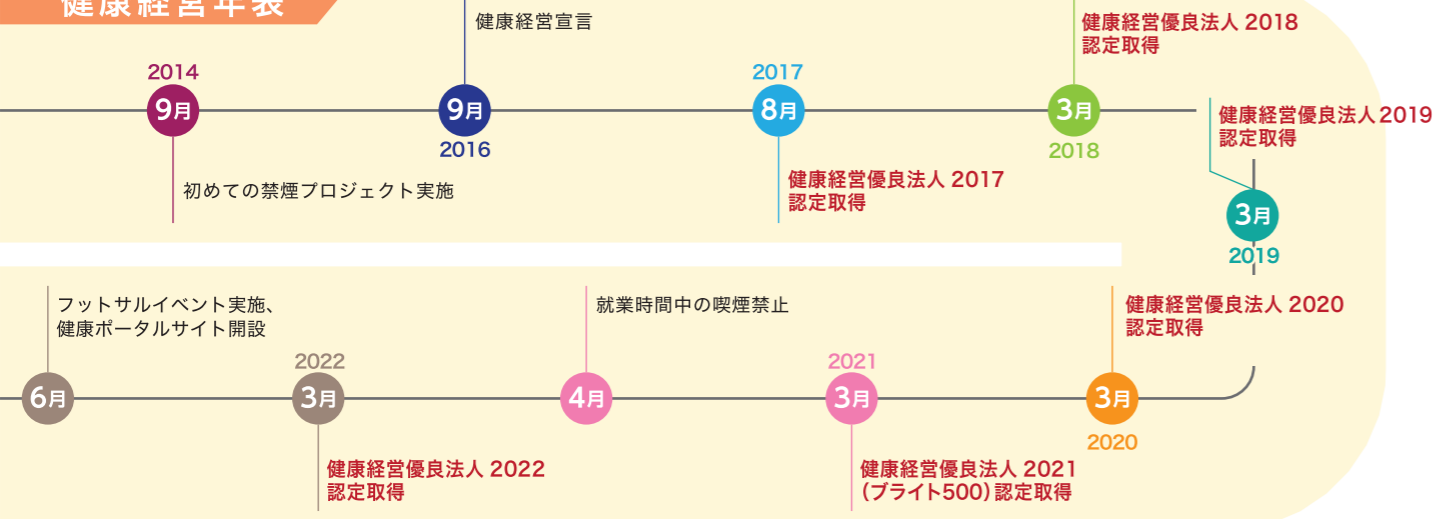 健康経営年表
健康経営宣言
健康経営優良法人 2018
認定取得
2014
9月
初めての禁煙プロジェクト実施
9月
2016
2017
8月
健康経営優良法人 2017
認定取得
3月
2018
健康経営優良法人2019
認定取得
3月
2019
健康経営優良法人 2020
認定取得
3月
2020
2021
3月
健康経営優良法人 2021
（ブライト500）認定取得
就業時間中の喫煙禁止
4月
2022
3月
健康経営優良法人 2022
認定取得
フットサルイベント実施、
健康ポータルサイト開設
6月